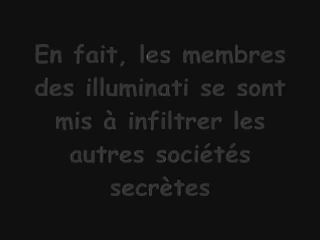 En fait, les membres
des illuminati se sont
mis à infiltrer les
autres sociétés
secrètes